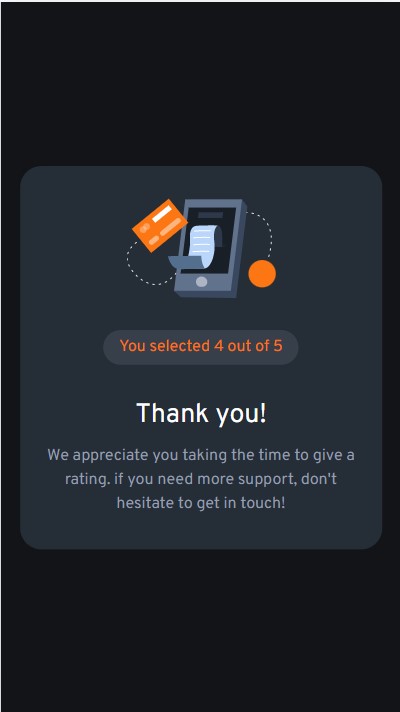 You selected 4 out of 5
Thank you!
We appreciate you taking the time to give a
rating. if you need more support, don't
hesitate to get in touch!